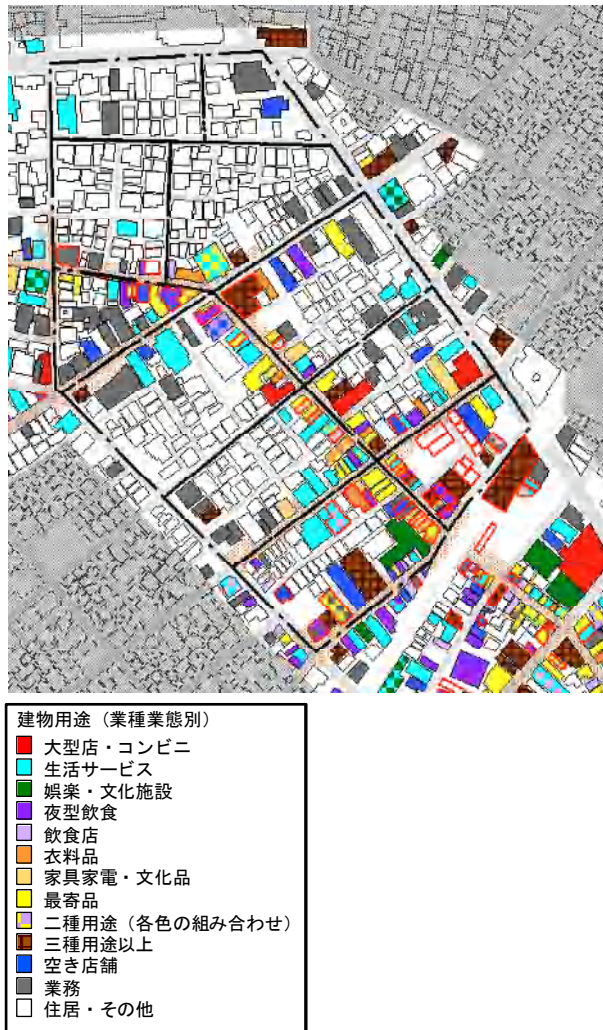 建物用途（業種業態別）
大型店・コンビニ
生活サービス
娯楽・文化施設
夜型飲食
飲食店
衣料品
家具家電・文化品
最寄品
二種用途（各色の組み合わせ）
三種用途以上
空き店舗
業務
住居・その他